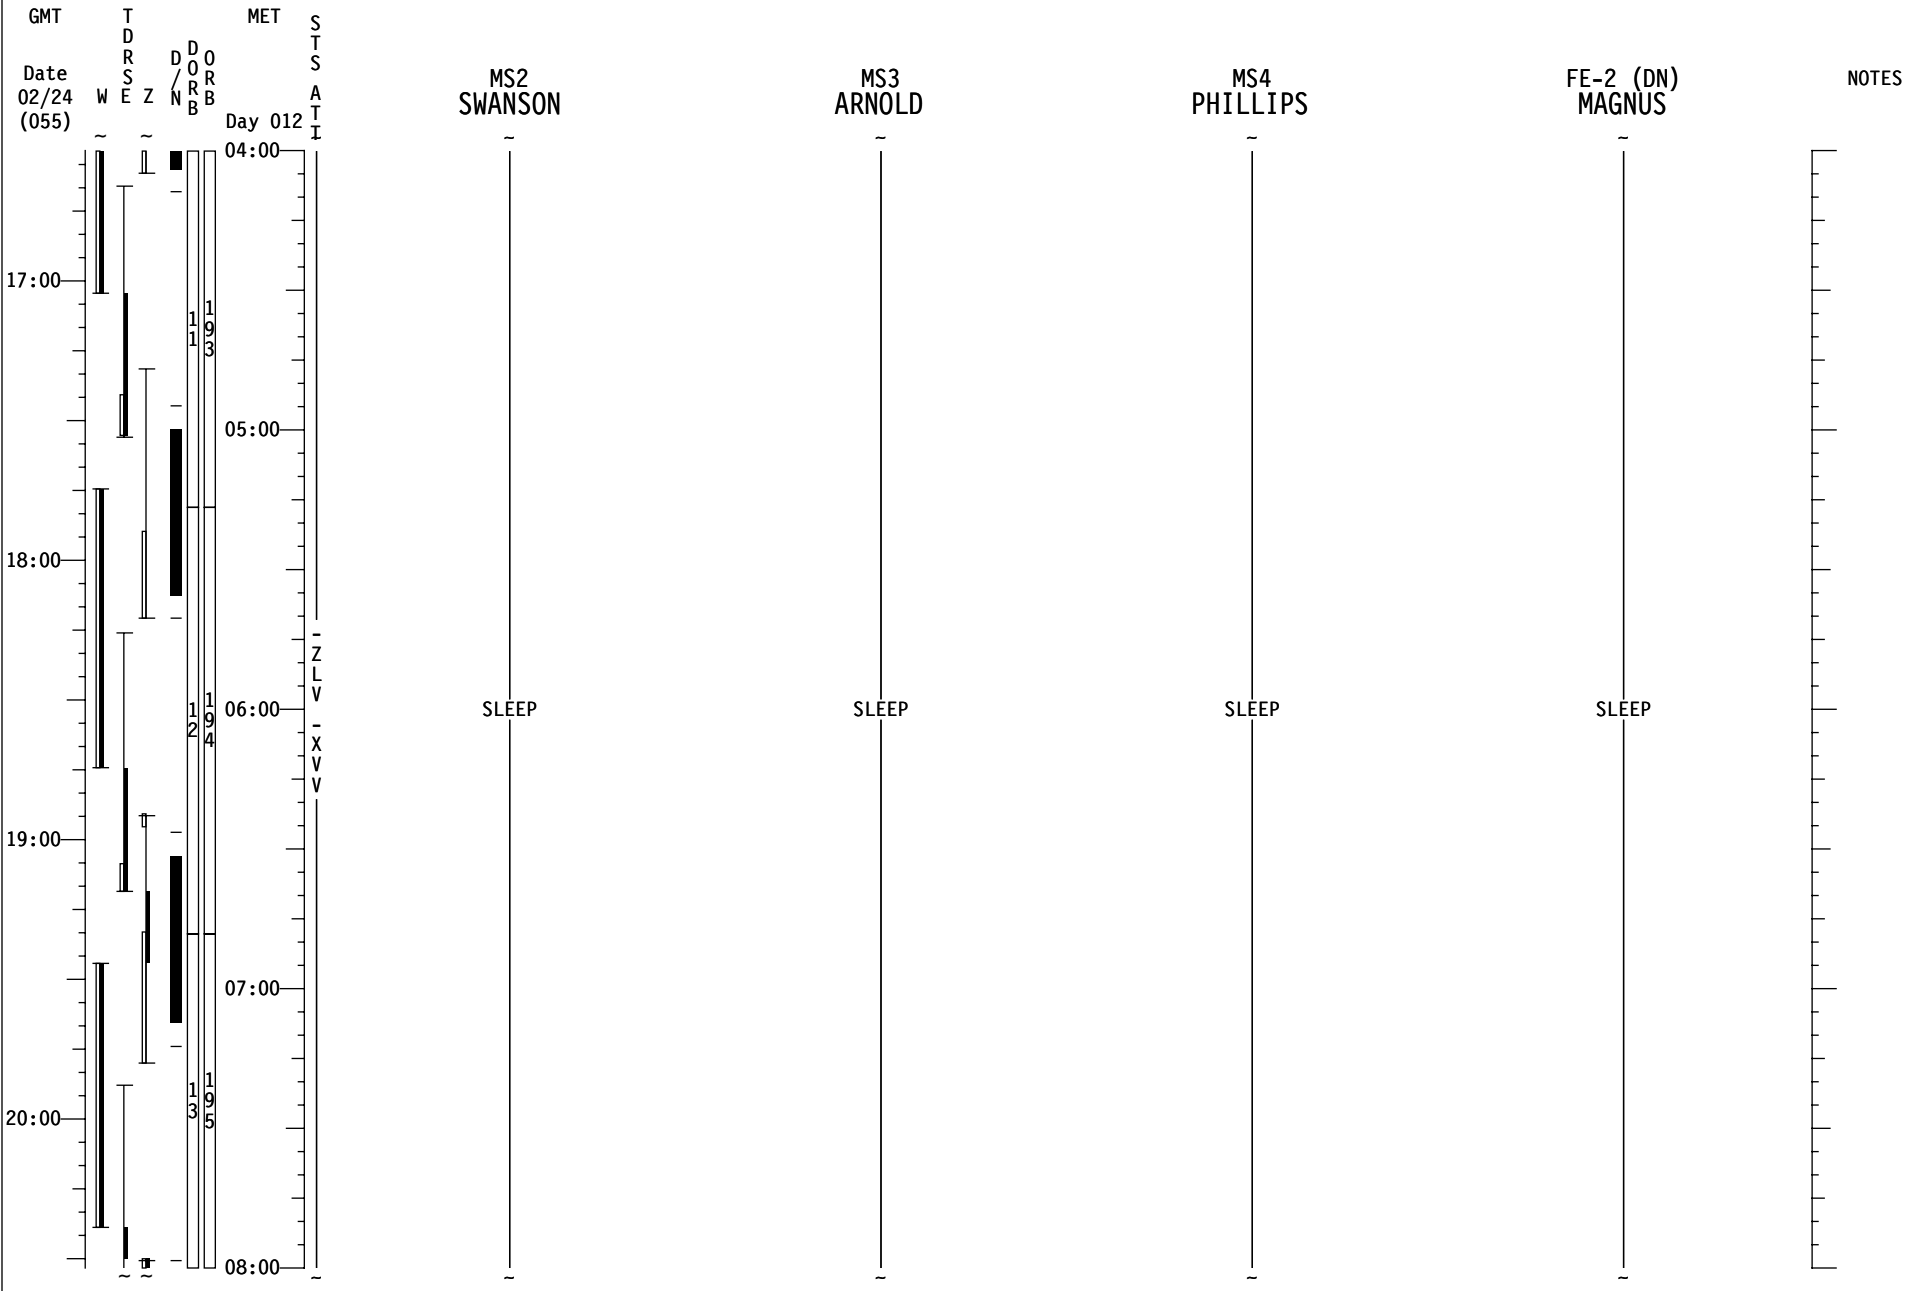 GMT
TDRSE
MET
STS ATT
Date
02/24
(055)
W E Z
D/N
DORB
ORB
Day 012
MS2
SWANSON
MS3
ARNOLD
MS4
PHILLIPS
FE-2 (DN)
MAGNUS
NOTES
~ ~ ~ ~ ~ ~ ~
04:00
17:00
11
193
05:00
18:00
-ZLV -XVV
12
194
06:00
SLEEP SLEEP SLEEP SLEEP
19:00
07:00
13
195
20:00
08:00
~ ~ ~ ~ ~ ~ ~